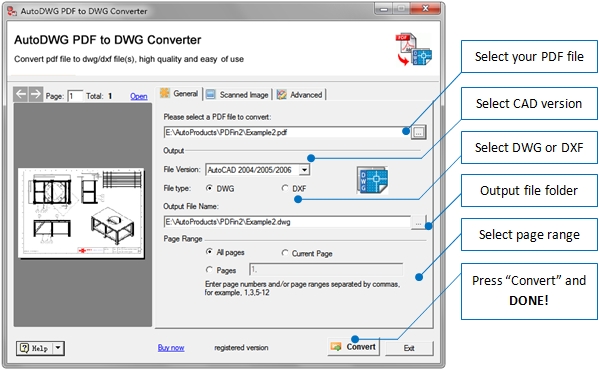 AutoDWG PDF to DWG Converter
AutoDWG PDF to DWG Converter
Convert pdf file to dwg/dxf file(s), high quality and easy of use
PDF
Page: 1 Total: 1 Open
General Scanned Image Advanced
Please select a PDF file to convert:
E:\AutoProducts\PDFin2\Example2.pdf ...
Output
File Version: AutoCAD 2004/2005/2006
File type: DWG DXF
DWG
Output File Name:
E:\AutoProducts\PDFin2\Example2.dwg ...
Page Range
All pages Current Page
Pages 1,
Enter page numbers and/or page ranges separated by commas,
for example, 1,3,5-12
Help Buy now registered version Convert Exit
Select your PDF file
Select CAD version
Select DWG or DXF
Output file folder
Select page range
Press “Convert” and
DONE!